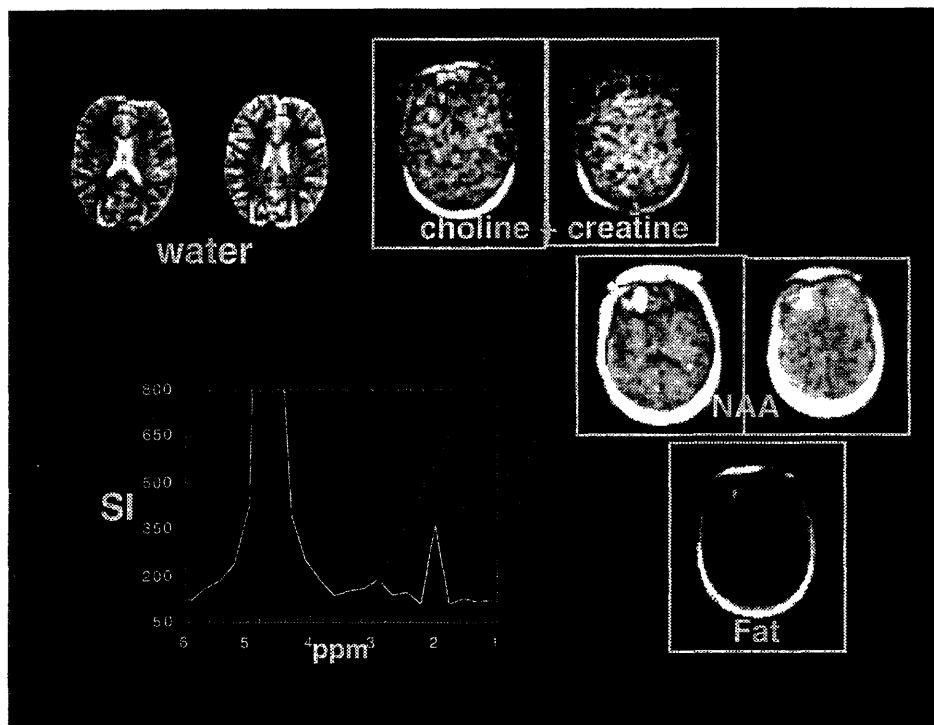 choline + creatine
water
NAA
800
650
500
SI
350
200
50
6 5 4 3 2 1
ppm
Fat